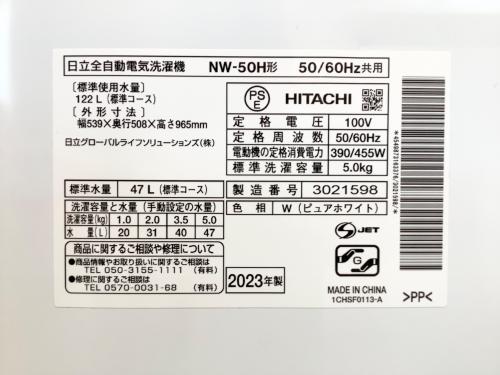 日立全自動電気洗濯機 NW-50H形 50/60Hz共用
〔標準使用水量〕
122L(標準コース)
〔外形寸法〕
幅539×奥行508×高さ965mm
日立グローバルライフソリューションズ(株)
PS
E
HITACHI
定格電圧 100V
定格周波数 50/60Hz
電動機の定格消費電力 390/455W
標準洗濯容量 5.0kg
標準水量 47L(標準コース)
製造番号 3021598
洗濯容量と水量(手動設定の水量)
洗濯容量(kg) 1.0 2.0 3.5 5.0
水量(L) 20 31 40 47
色相 W(ピュアホワイト)
商品に関するご相談や修理について
●商品情報やお取り扱いに関するご相談は
TEL 050-3155-1111 (有料)
●修理に関するご相談は
TEL 0570-0031-68 (有料)
2023年製
S-JET
G
MADE IN CHINA
1CHSF0113-A
>PP<